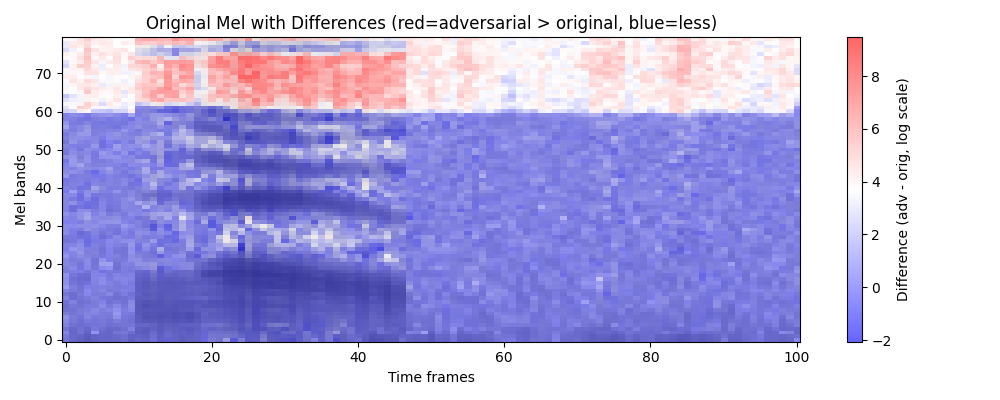 Original Mel with Differences (red=adversarial > original, blue=less)
Mel bands
70
60
50
40
30
20
10
0
0 20 40 60 80 100
Time frames
8
6
4
2
0
−2
Difference (adv - orig, log scale)